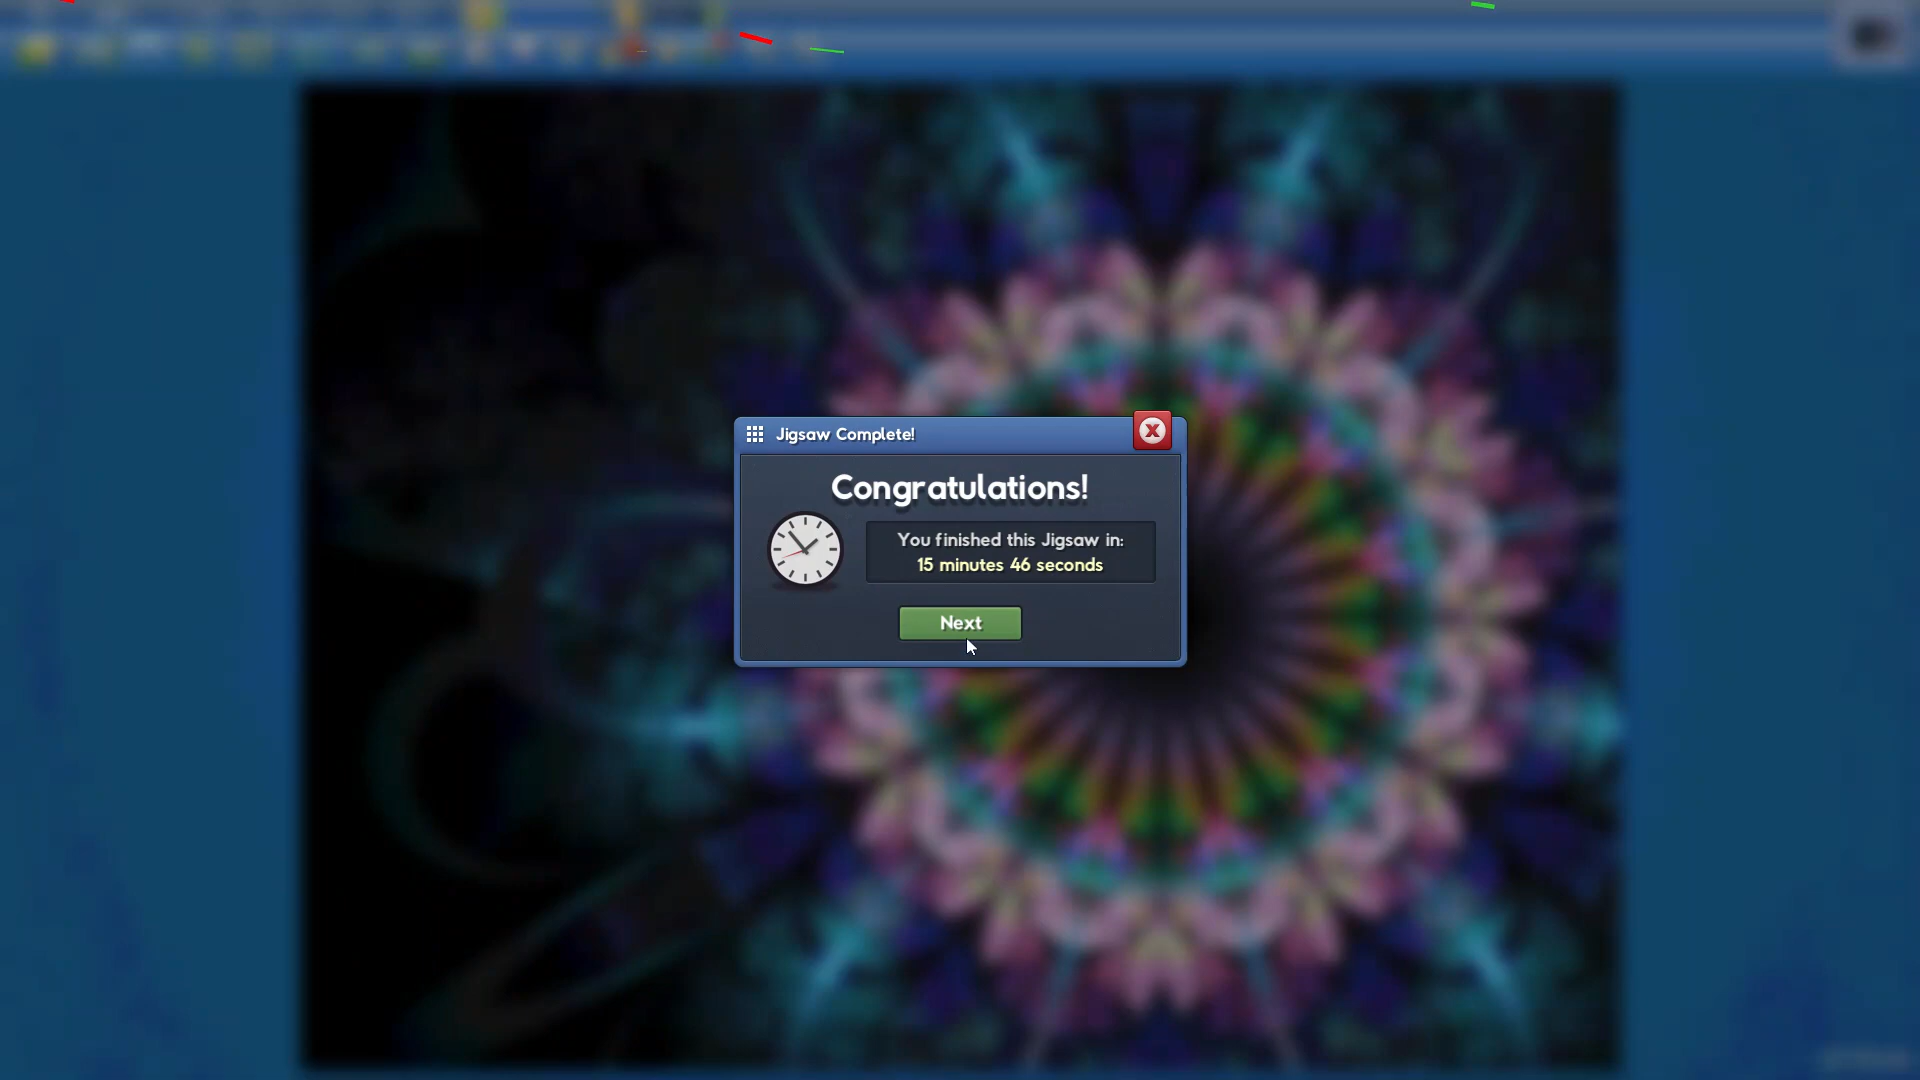 Jigsaw Complete!
Congratulations!
You finished this Jigsaw in:
15 minutes 46 seconds
Next